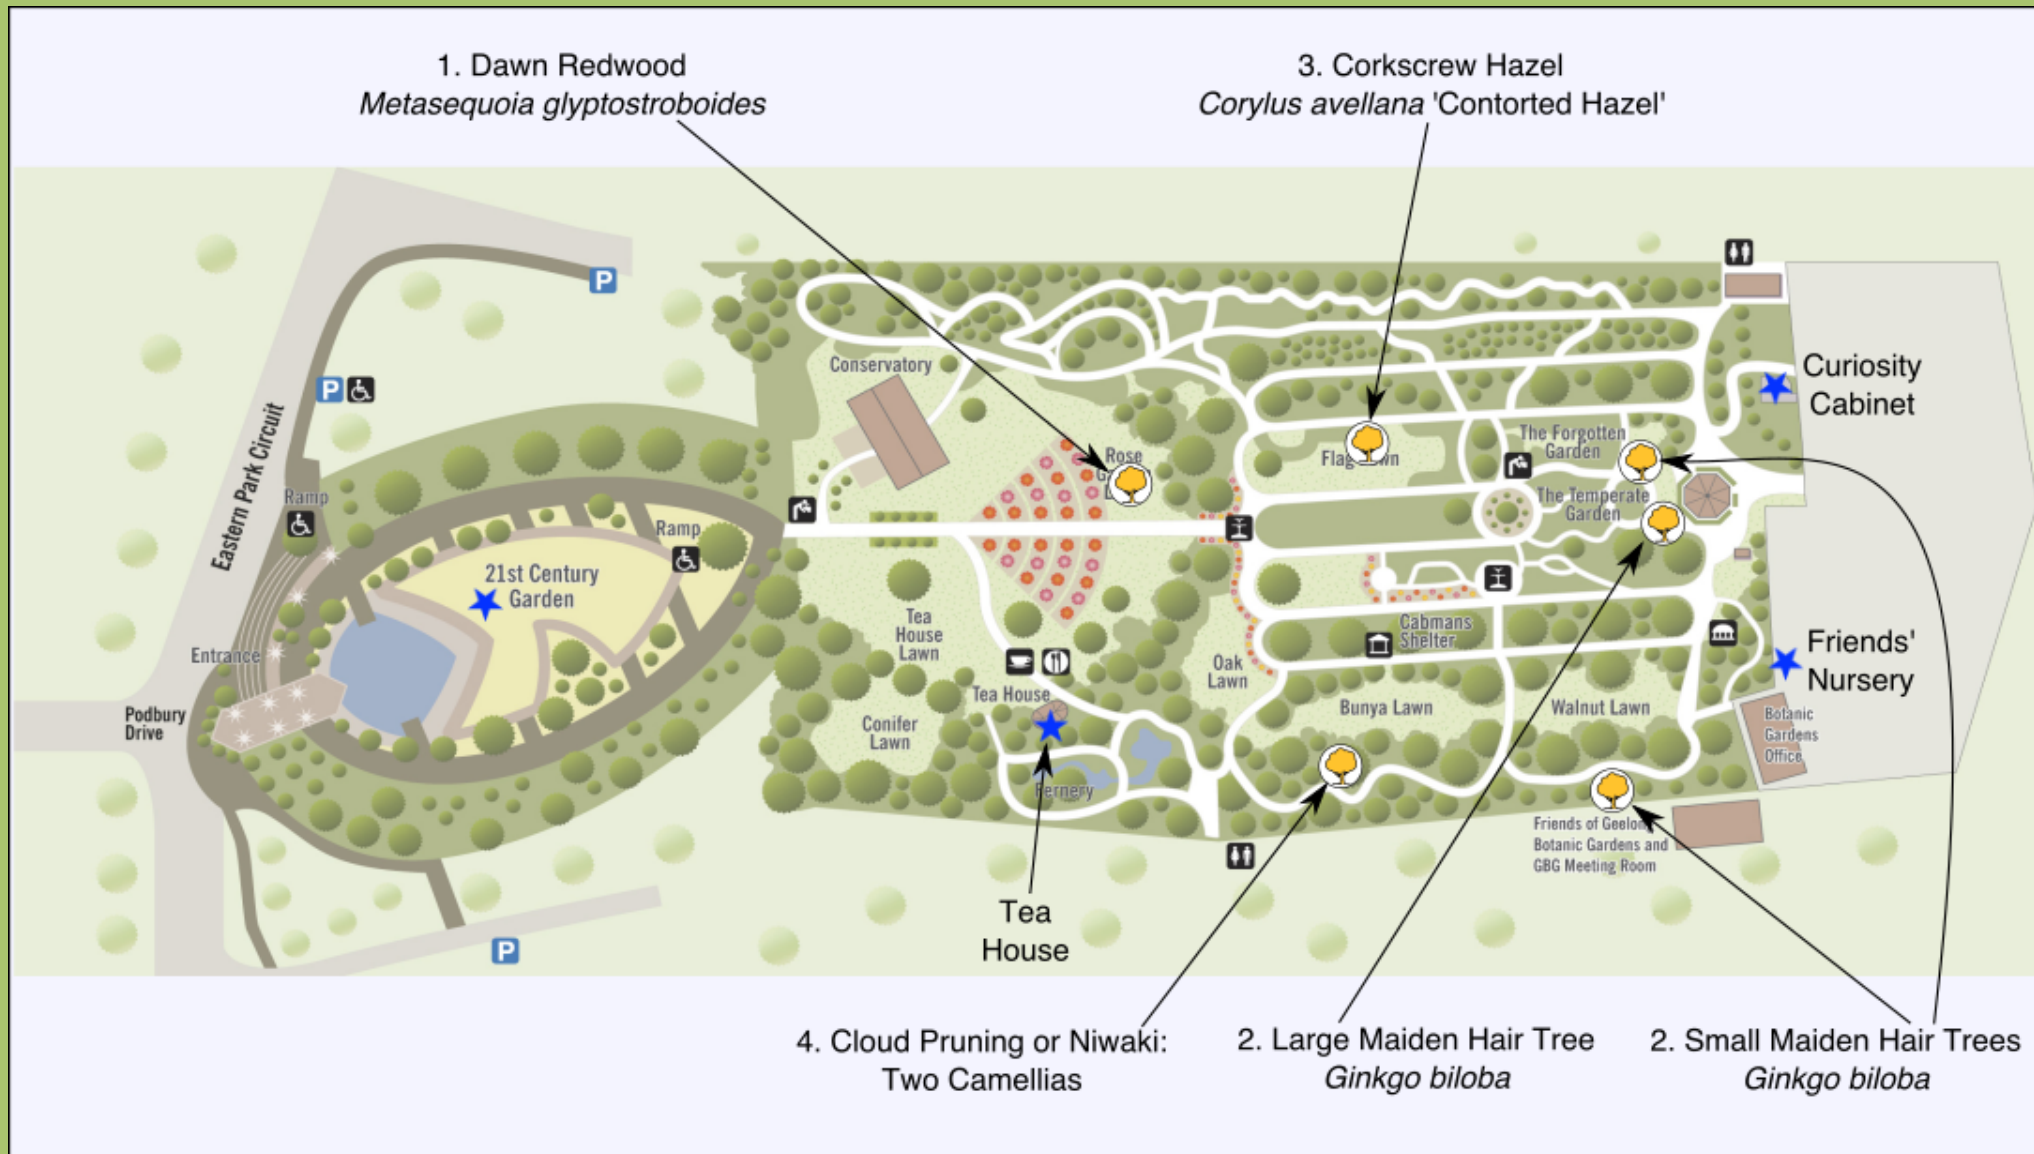 1. Dawn Redwood
Metasequoia glyptostroboides
3. Corkscrew Hazel
Corylus avellana 'Contorted Hazel'
P
P
Eastern Park Circuit
Ramp
Ramp
21st Century
Garden
Entrance
Podbury
Drive
P
Conservatory
Rose
Tea
House
Lawn
Conifer
Lawn
Tea House
Fernery
Oak
Lawn
The Forgotten
Garden
The Temperate
Garden
Cabmans
Shelter
Bunya Lawn
Walnut Lawn
Curiosity
Cabinet
Friends'
Nursery
Botanic
Gardens
Office
Friends of Geelong
Botanic Gardens and
GBG Meeting Room
Tea
House
4. Cloud Pruning or Niwaki:
Two Camellias
2. Large Maiden Hair Tree
Ginkgo biloba
2. Small Maiden Hair Trees
Ginkgo biloba